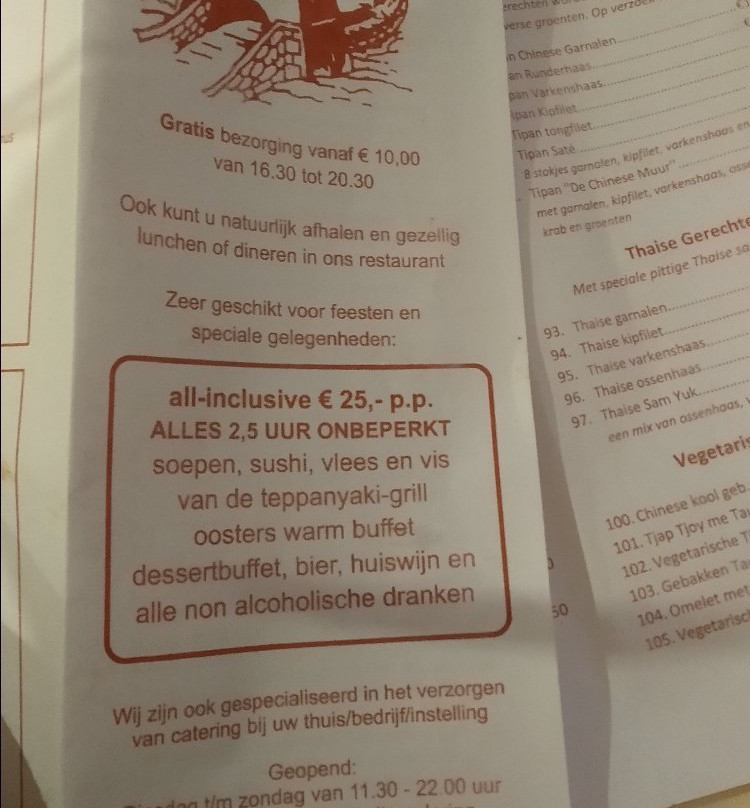 Gratis bezorging vanaf € 10,00
van 16.30 tot 20.30
Ook kunt u natuurlijk afhalen en gezellig
lunchen of dineren in ons restaurant
Zeer geschikt voor feesten en
speciale gelegenheden:
all-inclusive € 25,- p.p.
ALLES 2,5 UUR ONBEPERKT
soepen, sushi, vlees en vis
van de teppanyaki-grill
oosters warm buffet
dessertbuffet, bier, huiswijn en
alle non alcoholische dranken
Wij zijn ook gespecialiseerd in het verzorgen
van catering bij uw thuis/bedrijf/instelling
Geopend:
t/m zondag van 11.30 - 22.00 uur
verse groenten. Op
Chinese Garnalen
Runderhaas
Varkenshaas
Kipfilet
Tipan tongfilet
Tipan Saté
8 stokjes garnalen, kipfilet, varkenshaas en
Tipan "De Chinese Muur"
met garnalen, kipfilet, varkenshaas,
krab en groenten
Thaise
Met speciale pittige Thaise
93. Thaise garnalen
94. Thaise kipfilet
95. Thaise varkenshaas
96. Thaise ossenhaas
97. Thaise Sam Yuk
een mix van ossenhaas,
100. Chinese kool geb.
101. Tjap Tjoy me
102. Vegetarische
103. Gebakken
104. Omelet met
105.
50